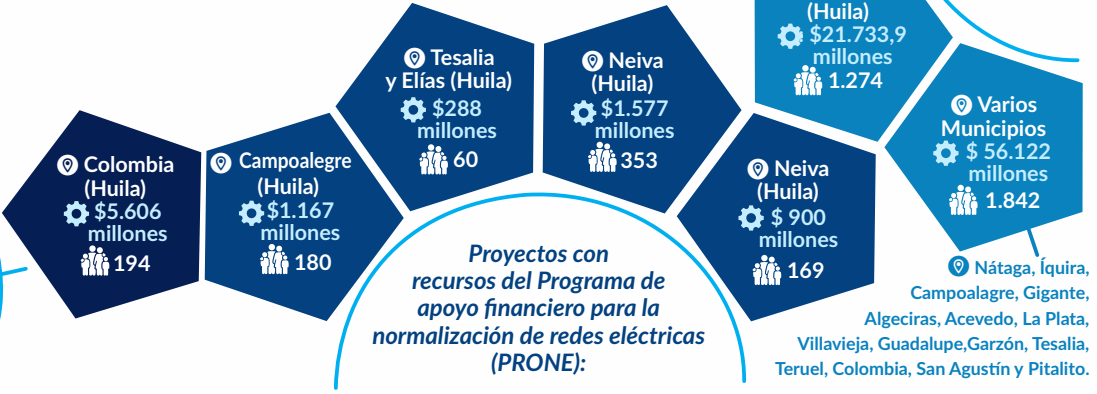 Colombia
(Huila)
$5.606
millones
194
Campoalegre
(Huila)
$1.167
millones
180
Tesalia
y Elías (Huila)
$288
millones
60
Neiva
(Huila)
$1.577
millones
353
Neiva
(Huila)
$ 900
millones
169
(Huila)
$21.733,9
millones
1.274
Varios
Municipios
$ 56.122
millones
1.842
Nátaga, Íquira,
Campoalagre, Gigante,
Algeciras, Acevedo, La Plata,
Villavieja, Guadalupe,Garzón, Tesalia,
Teruel, Colombia, San Agustín y Pitalito.
Proyectos con
recursos del Programa de
apoyo financiero para la
normalización de redes eléctricas
(PRONE):